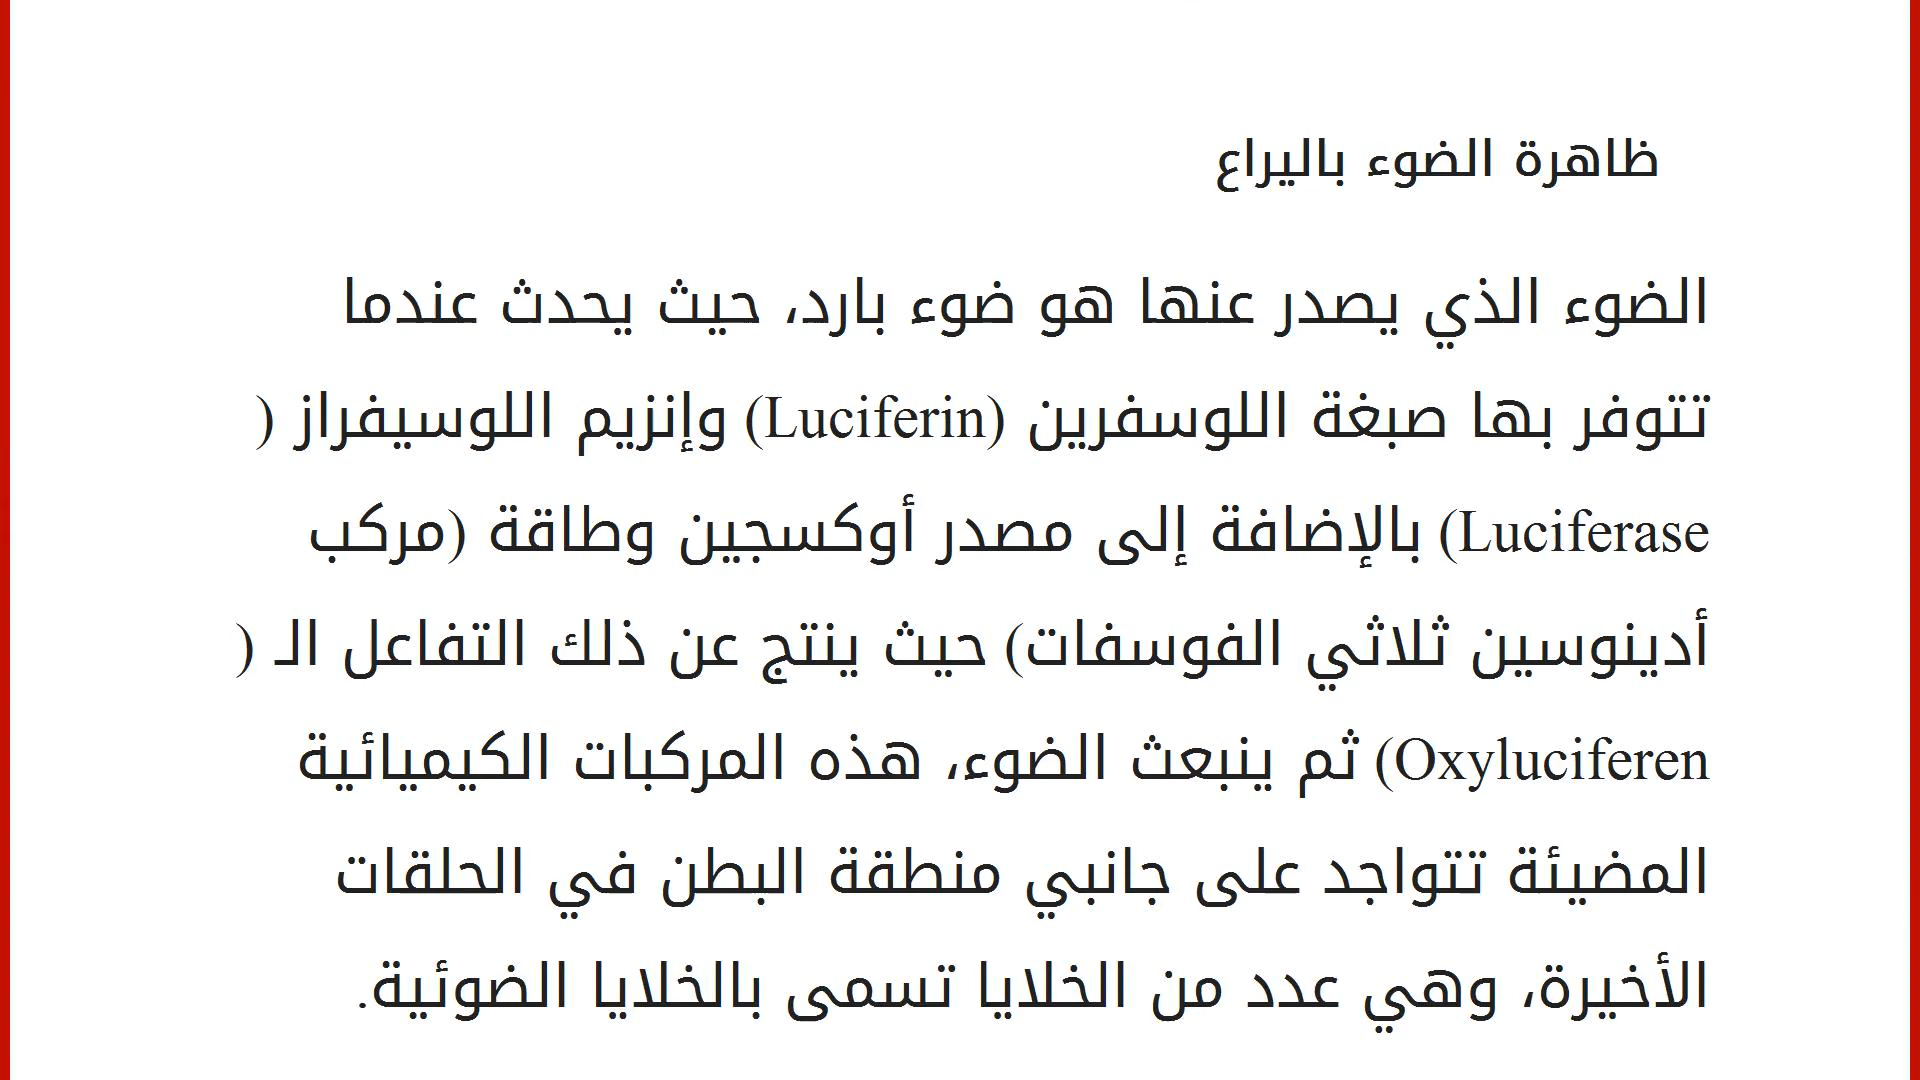 ظاهرة الضوء باليراع
الضوء الذي يصدر عنها هو ضوء بارد، حيث يحدث عندما
تتوفر بها صبغة اللوسفرين (Luciferin) وإنزيم اللوسيفراز (
Luciferase) بالإضافة إلى مصدر أوكسجين وطاقة (مركب
أدينوسين ثلاثي الفوسفات) حيث ينتج عن ذلك التفاعل الـ (
Oxyluciferen) ثم ينبعث الضوء، هذه المركبات الكيميائية
المضيئة تتواجد على جانبي منطقة البطن في الحلقات
الأخيرة، وهي عدد من الخلايا تسمى بالخلايا الضوئية.